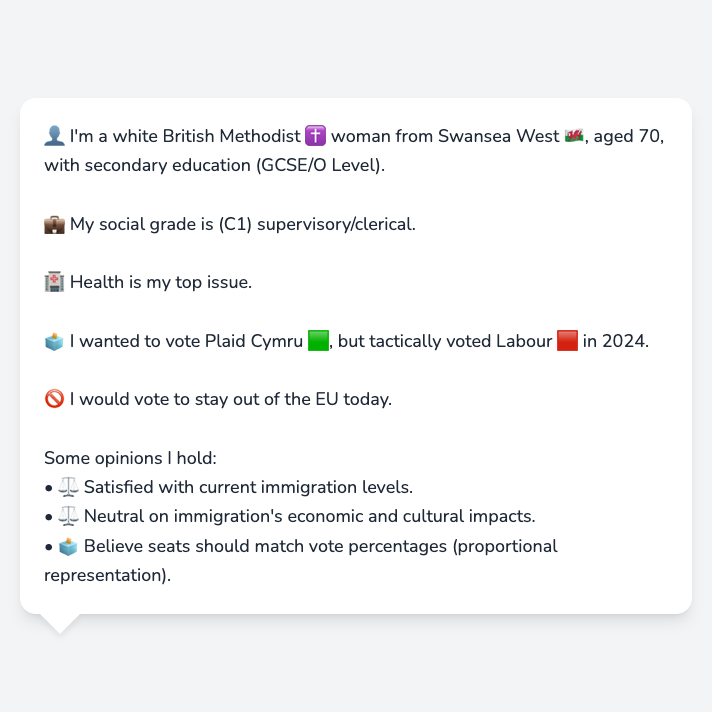 👤 I'm a white British Methodist ✝️ woman from Swansea West 🏴󠁧󠁢󠁷󠁬󠁳󠁿, aged 70,
with secondary education (GCSE/O Level).
💼 My social grade is (C1) supervisory/clerical.
🏥 Health is my top issue.
🗳️ I wanted to vote Plaid Cymru 🟩, but tactically voted Labour 🟥 in 2024.
🚫 I would vote to stay out of the EU today.
Some opinions I hold:
• ⚖️ Satisfied with current immigration levels.
• ⚖️ Neutral on immigration's economic and cultural impacts.
• 🗳️ Believe seats should match vote percentages (proportional
representation).